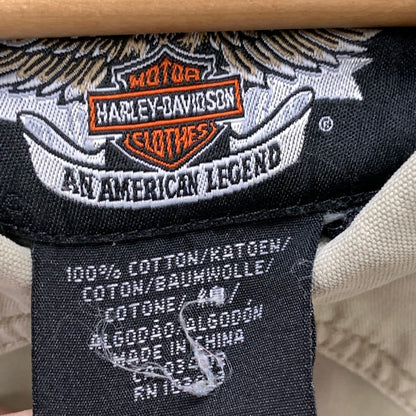 MOTOR
HARLEY-DAVIDSON
CLOTHES
®
AN AMERICAN LEGEND
100% COTTON/KATOEN/
COTON/BAUMWOLLE/
COTONE/
ALGODÃO/ALGODÓN
MADE IN CHINA
CA
RN